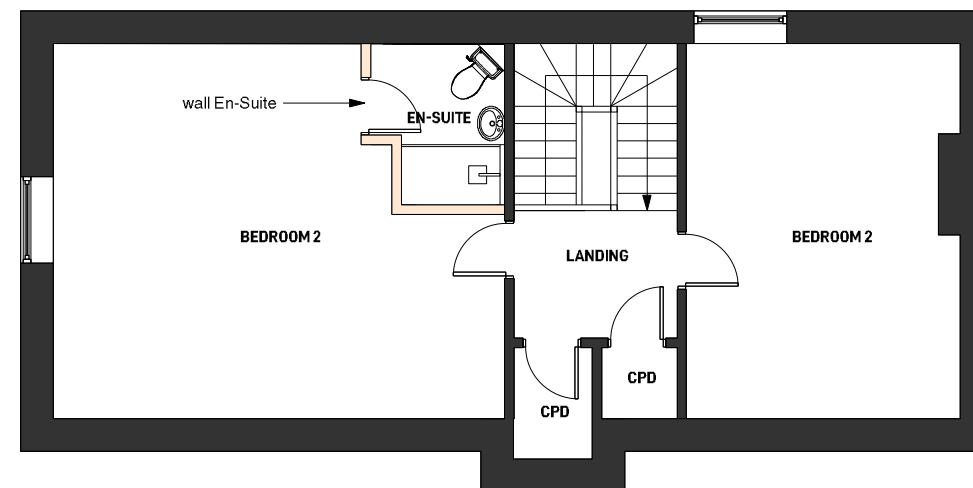 wall En-Suite
EN-SUITE
BEDROOM 2
LANDING
BEDROOM 2
CPD
CPD